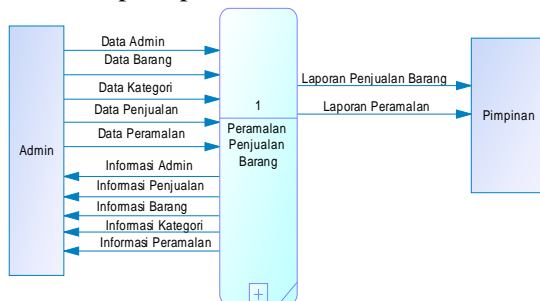 Data Admin
Data Barang
Data Kategori
Data Penjualan
Data Peramalan
Admin
Informasi Admin
Informasi Penjualan
Informasi Barang
Informasi Kategori
Informasi Peramalan
1
Peramalan
Penjualan
Barang
Laporan Penjualan Barang
Laporan Peramalan
Pimpinan